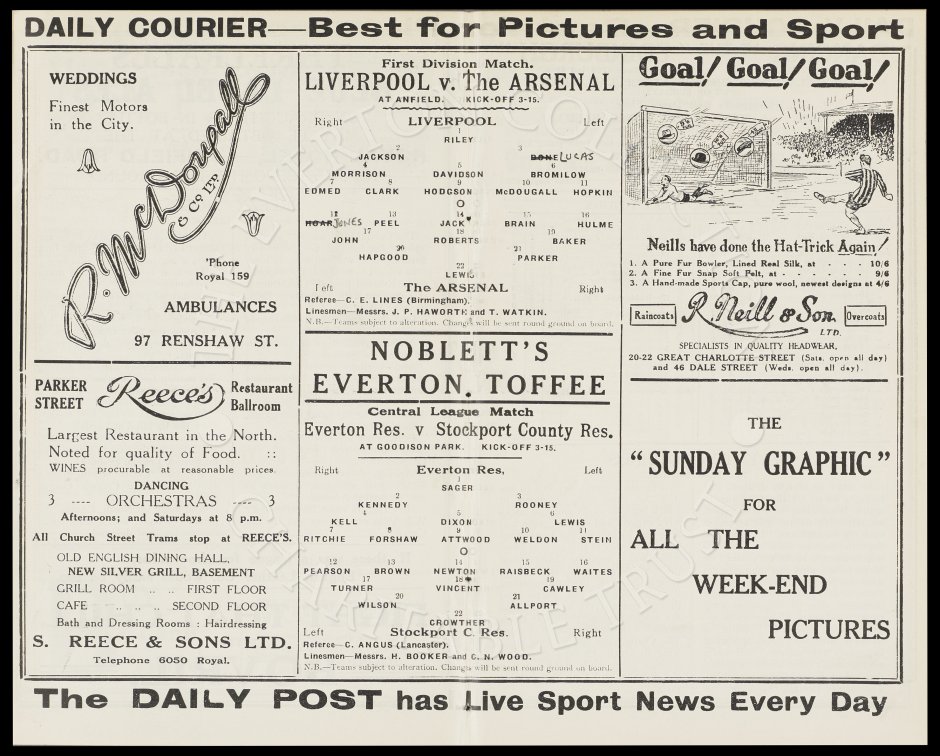 DAILY COURIER—Best for Pictures and Sport
WEDDINGS
Finest Motors
in the City.
R. McDougall
& Co LTD
'Phone
Royal 159
AMBULANCES
97 RENSHAW ST.
PARKER STREET Reece's Restaurant Ballroom
Largest Restaurant in the North.
Noted for quality of Food. ::
WINES procurable at reasonable prices.
DANCING
3 ---- ORCHESTRAS ---- 3
Afternoons; and Saturdays at 8 p.m.
All Church Street Trams stop at REECE'S.
OLD ENGLISH DINING HALL,
NEW SILVER GRILL, BASEMENT
GRILL ROOM .. .. FIRST FLOOR
CAFE .. .. .. SECOND FLOOR
Bath and Dressing Rooms : Hairdressing
S. REECE & SONS LTD.
Telephone 6050 Royal.
First Division Match.
LIVERPOOL v. The ARSENAL
AT ANFIELD. KICK-OFF 3-15.
Right LIVERPOOL Left
1
RILEY
2 3
JACKSON BONE LUCAS
4 5 6
MORRISON DAVIDSON BROMILOW
7 8 9 10 11
EDMED CLARK HODGSON McDOUGALL HOPKIN
O
12 13 14 15 16
HOAR JONES PEEL JACK BRAIN HULME
17 18 19
JOHN ROBERTS BAKER
20 21
HAPGOOD PARKER
22
LEWIS
Left The ARSENAL Right
Referee—C. E. LINES (Birmingham).
Linesmen—Messrs. J. P. HAWORTH and T. WATKIN.
N.B.—Teams subject to alteration. Changes will be sent round ground on board.
NOBLETT'S
EVERTON. TOFFEE
Central League Match
Everton Res. v Stockport County Res.
AT GOODISON PARK. KICK-OFF 3-15.
Right Everton Res. Left
1
SAGER
2 3
KENNEDY ROONEY
4 5 6
KELL DIXON LEWIS
7 8 9 10 11
RITCHIE FORSHAW ATTWOOD WELDON STEIN
O
12 13 14 15 16
PEARSON BROWN NEWTON RAISBECK WAITES
17 18 19
TURNER VINCENT CAWLEY
20 21
WILSON ALLPORT
22
CROWTHER
Left Stockport C. Res. Right
Referee—C. ANGUS (Lancaster).
Linesmen—Messrs. H. BOOKER and C. N. WOOD.
N.B.—Teams subject to alteration. Changes will be sent round ground on board.
Goal! Goal! Goal!
Neills have done the Hat-Trick Again!
1. A Pure Fur Bowler, Lined Real Silk, at - - - - 10/6
2. A Fine Fur Snap Soft Felt, at - - - - - - 9/6
3. A Hand-made Sports Cap, pure wool, newest designs at 4/6
Raincoats R. Neill & Son. LTD. Overcoats
SPECIALISTS IN QUALITY HEADWEAR,
20-22 GREAT CHARLOTTE STREET (Sats. open all day)
and 46 DALE STREET (Weds. open all day).
THE
"SUNDAY GRAPHIC"
FOR
ALL THE
WEEK-END
PICTURES
The DAILY POST has Live Sport News Every Day